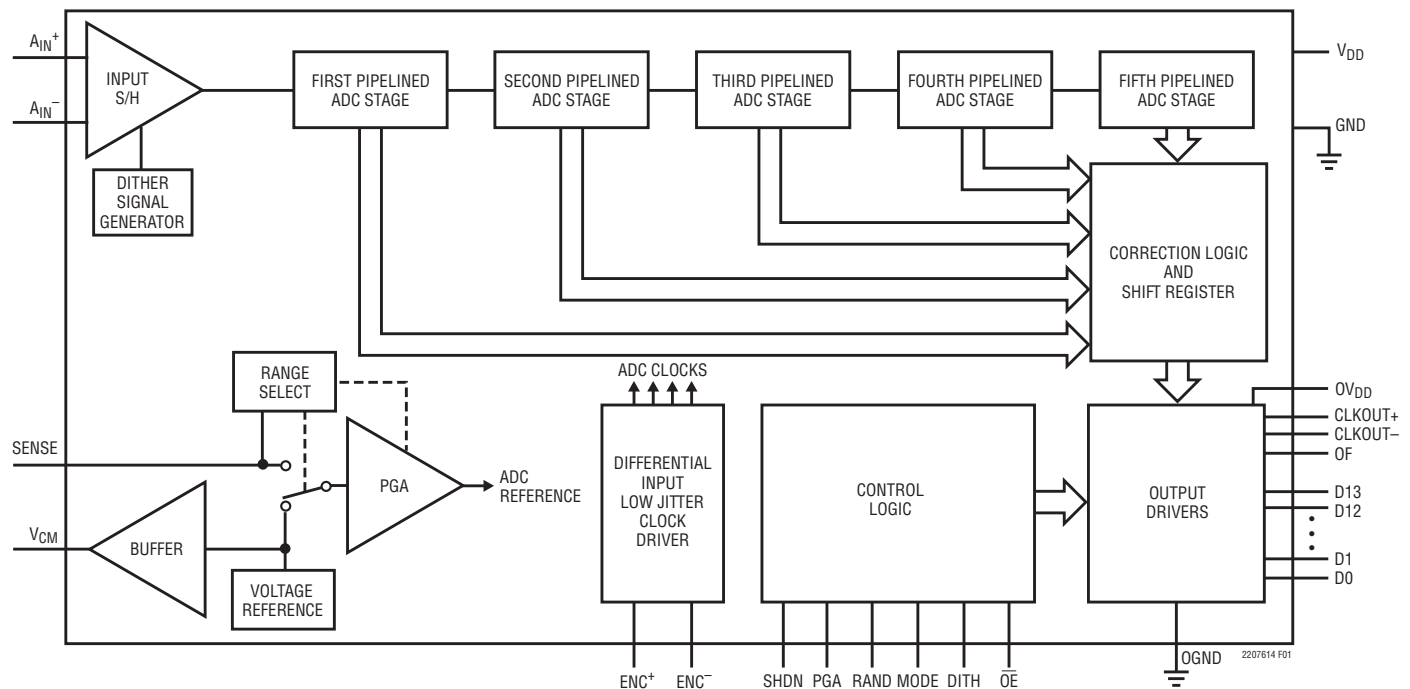 AIN+
AIN–
INPUT
S/H
DITHER
SIGNAL
GENERATOR
FIRST PIPELINED
ADC STAGE
SECOND PIPELINED
ADC STAGE
THIRD PIPELINED
ADC STAGE
FOURTH PIPELINED
ADC STAGE
FIFTH PIPELINED
ADC STAGE
VDD
GND
CORRECTION LOGIC
AND
SHIFT REGISTER
RANGE
SELECT
SENSE
PGA
ADC
REFERENCE
VCM
BUFFER
VOLTAGE
REFERENCE
ADC CLOCKS
DIFFERENTIAL
INPUT
LOW JITTER
CLOCK
DRIVER
ENC+
ENC–
CONTROL
LOGIC
SHDN
PGA
RAND
MODE
DITH
O̅E̅
OUTPUT
DRIVERS
OVDD
CLKOUT+
CLKOUT–
OF
D13
D12
D1
D0
OGND
2207614 F01